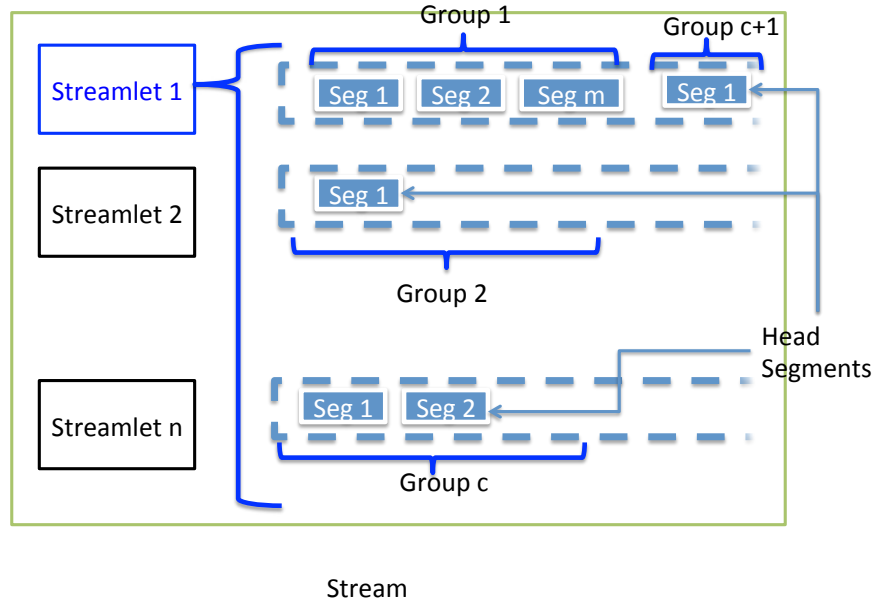 Group 1
Group c+1
Streamlet 1
Seg 1
Seg 2
Seg m
Seg 1
Streamlet 2
Seg 1
Group 2
Head
Segments
Streamlet n
Seg 1
Seg 2
Group c
Stream